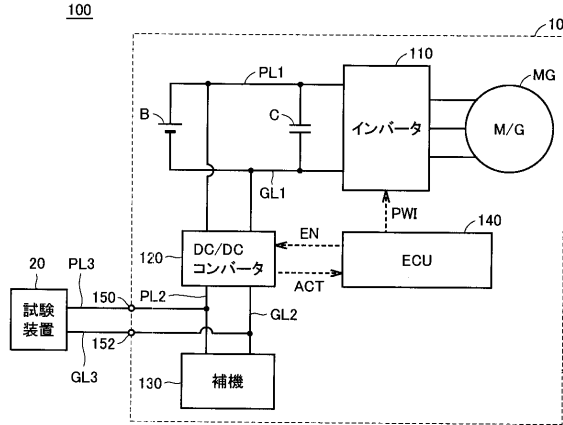 100
10
110
MG
PL1
B
C
インバータ
M/G
GL1
PWI
140
EN
120
DC/DC
コンバータ
ECU
ACT
20
PL3
150
PL2
GL2
試験
装置
152
GL3
130
補機